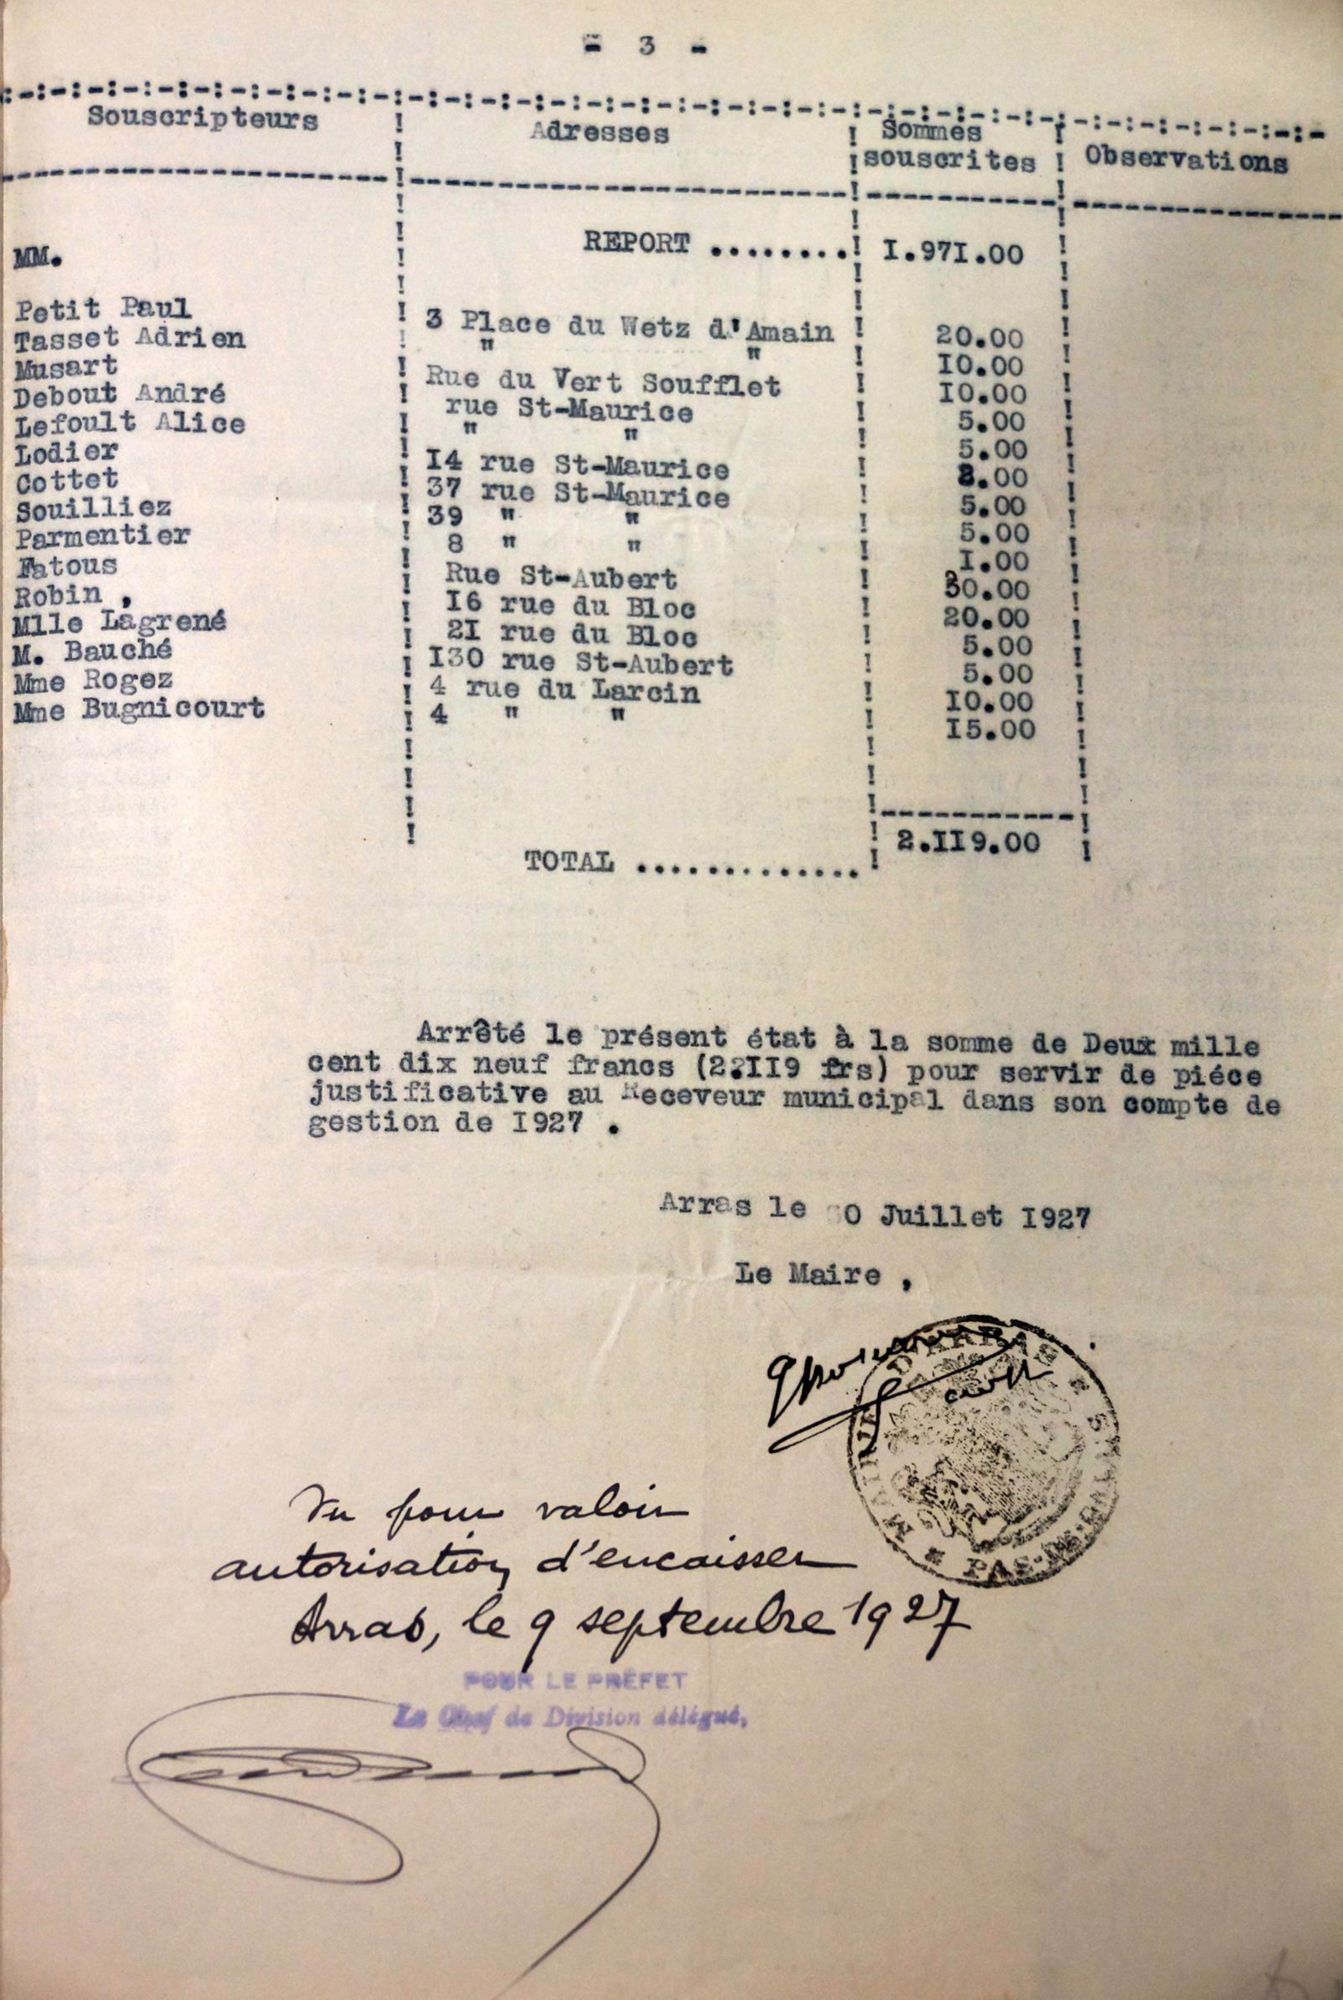 - 3 -
Souscripteurs ! Adresses ! Sommes souscrites ! Observations
MM. REPORT ........! I.97I.00
Petit Paul ! 3 Place du Wetz d'Amain ! 20.00
Tasset Adrien ! " " ! I0.00
Musart ! Rue du Vert Soufflet ! I0.00
Debout André ! rue St-Maurice ! 5.00
Lefoult Alice ! " " ! 5.00
Lodier ! I4 rue St-Maurice ! 2.00
Cottet ! 37 rue St-Maurice ! 5.00
Souilliez ! 39 " " ! 5.00
Parmentier ! 8 " " ! I.00
Fatous ! Rue St-Aubert ! 30.00
Robin , ! I6 rue du Bloc ! 20.00
Mlle Lagrené ! 2I rue du Bloc ! 5.00
M. Bauché ! I30 rue St-Aubert ! 5.00
Mme Rogez ! 4 rue du Larcin ! I0.00
Mme Bugnicourt ! 4 " " ! I5.00
TOTAL ............. ! 2.II9.00
Arrêté le présent état à la somme de Deux mille
cent dix neuf francs (2.II9 frs) pour servir de piéce
justificative au Receveur municipal dans son compte de
gestion de I927 .
Arras le 30 Juillet I927
Le Maire ,
MAIRIE D'ARRAS * PAS-DE-CALAIS *
Vu pour valoir
autorisation d'encaisser
Arras, le 9 septembre 1927
POUR LE PRÉFET
Le Chef de Division délégué,